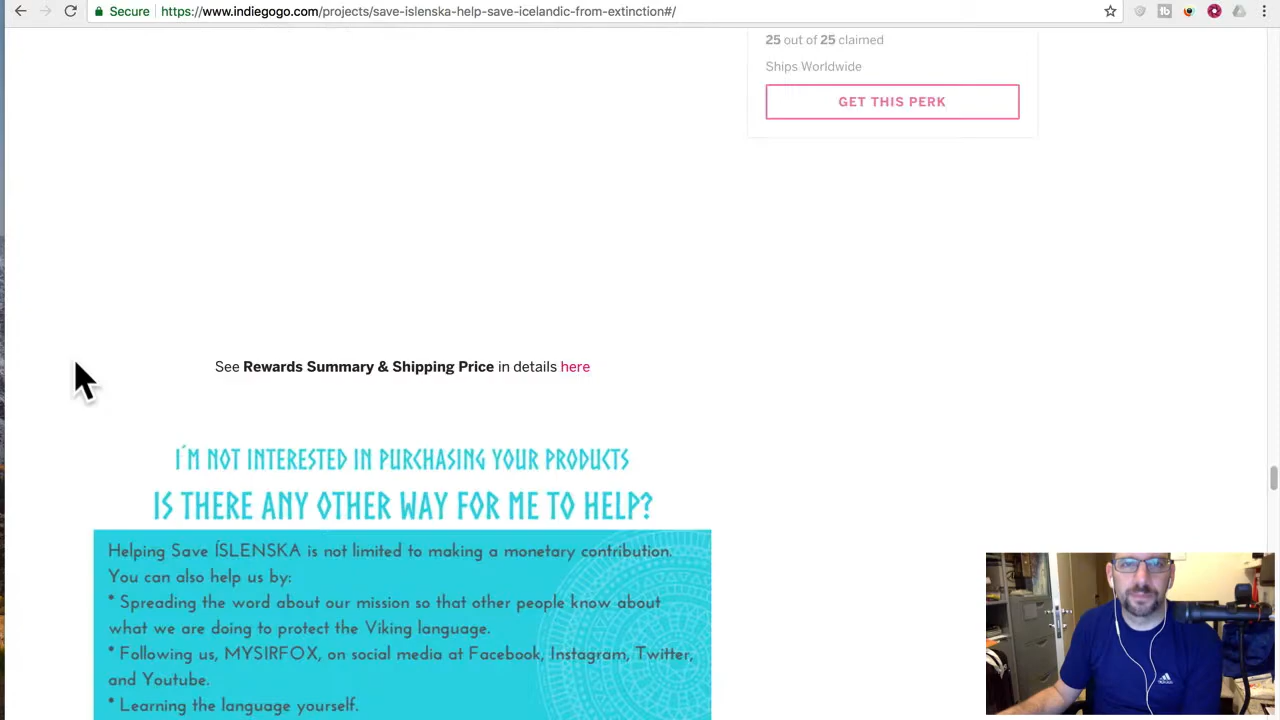 Secure https://www.indiegogo.com/projects/save-islenska-help-save-icelandic-from-extinction#/
25 out of 25 claimed
Ships Worldwide
GET THIS PERK
See Rewards Summary & Shipping Price in details here
I´M NOT INTERESTED IN PURCHASING YOUR PRODUCTS
IS THERE ANY OTHER WAY FOR ME TO HELP?
Helping Save ÍSLENSKA is not limited to making a monetary contribution.
You can also help us by:
* Spreading the word about our mission so that other people know about
what we are doing to protect the Viking language.
* Following us, MYSIRFOX, on social media at Facebook, Instagram, Twitter,
and Youtube.
* Learning the language yourself.